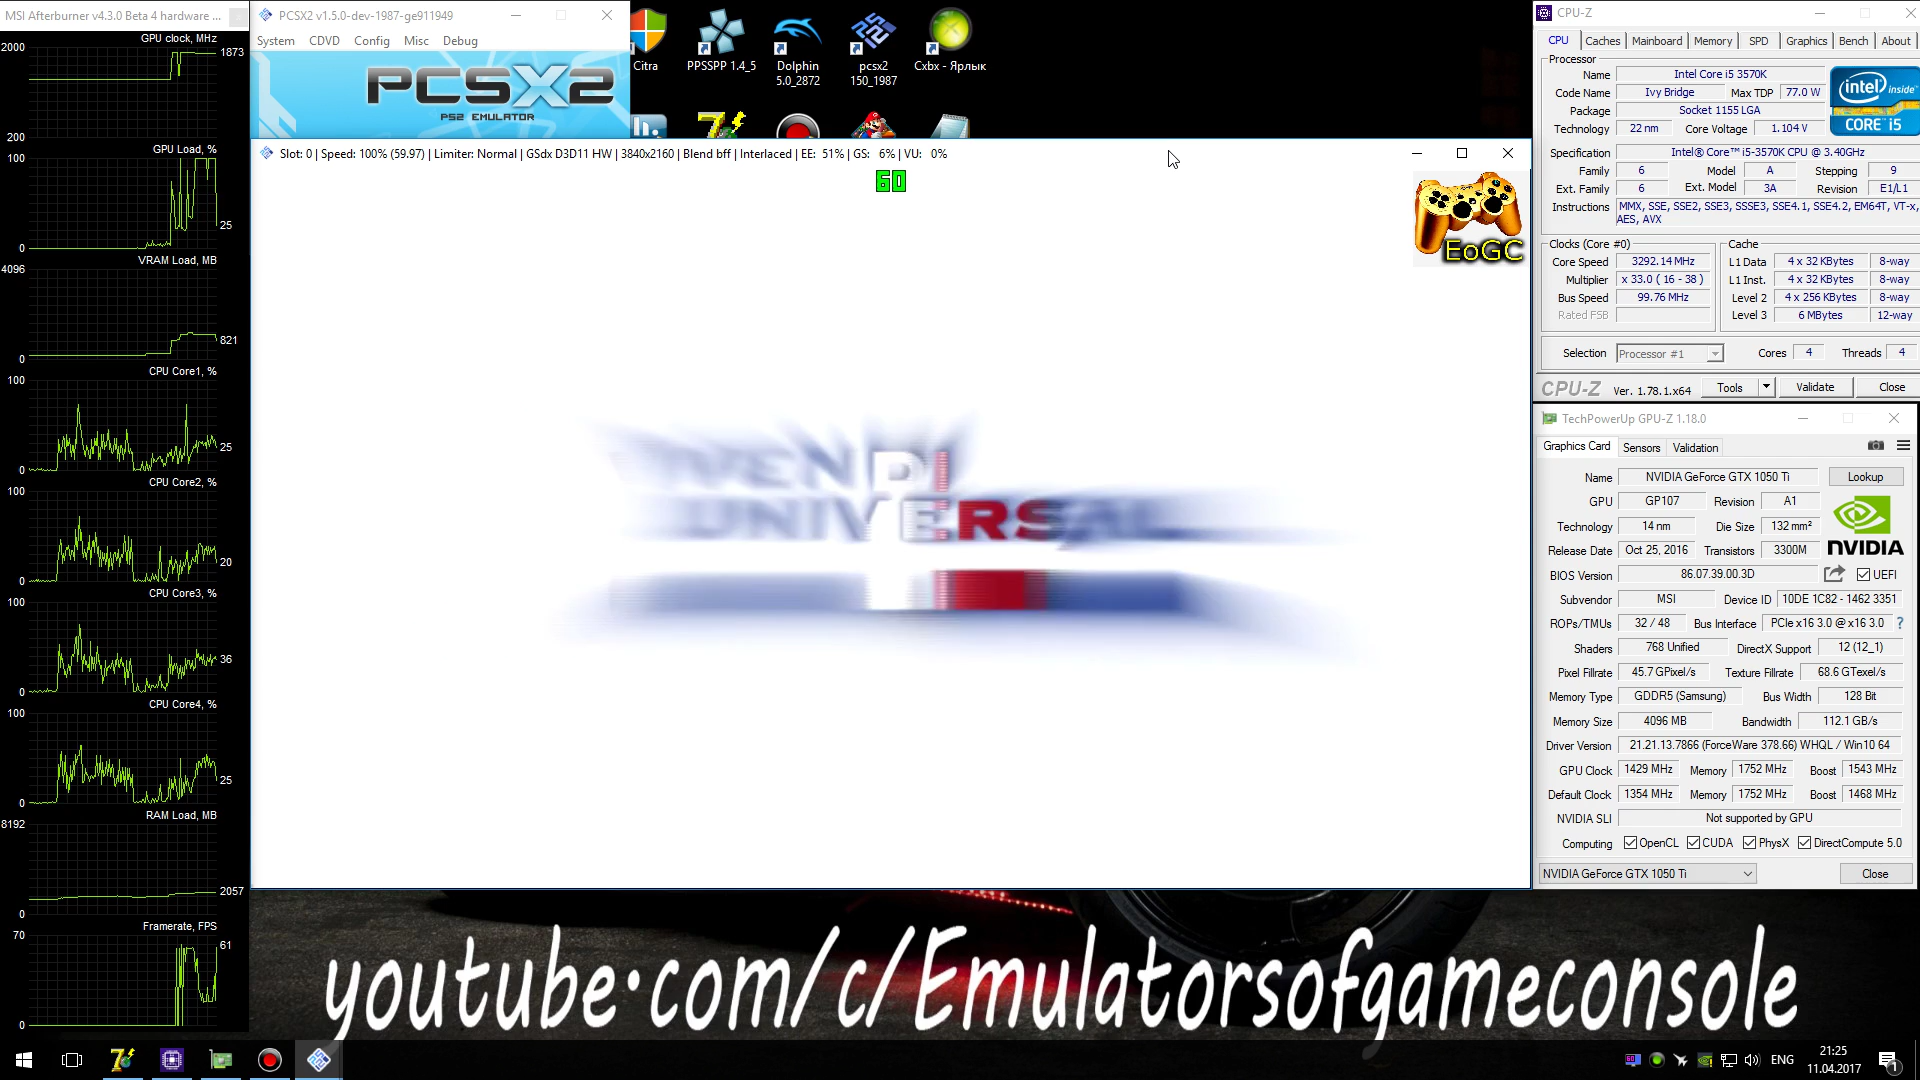 MSI Afterburner v4.3.0 Beta 4 hardware ...
GPU clock, MHz
2000
1873
200
GPU Load, %
100
25
0
VRAM Load, MB
4096
821
0
CPU Core1, %
100
25
0
CPU Core2, %
100
20
0
CPU Core3, %
100
36
0
CPU Core4, %
100
25
0
RAM Load, MB
8192
2057
0
Framerate, FPS
70
61
0
PCSX2 v1.5.0-dev-1987-ge911949
System CDVD Config Misc Debug
PCSX2
PS2 EMULATOR
Citra
PPSSPP 1.4_5
Dolphin
5.0_2872
pcsx2
150_1987
Cxbx - Ярлык
Slot: 0 | Speed: 100% (59.97) | Limiter: Normal | GSdx D3D11 HW | 3840x2160 | Blend bff | Interlaced | EE: 51% | GS: 6% | VU: 0%
60
EoGC
VIVENDI
UNIVERSAL
CPU-Z
CPU Caches Mainboard Memory SPD Graphics Bench About
Processor
Name Intel Core i5 3570K
Code Name Ivy Bridge Max TDP 77.0 W
Package Socket 1155 LGA
Technology 22 nm Core Voltage 1.104 V
intel inside
CORE i5
Specification Intel® Core™ i5-3570K CPU @ 3.40GHz
Family 6 Model A Stepping 9
Ext. Family 6 Ext. Model 3A Revision E1/L1
Instructions MMX, SSE, SSE2, SSE3, SSSE3, SSE4.1, SSE4.2, EM64T, VT-x,
AES, AVX
Clocks (Core #0)
Core Speed 3292.14 MHz
Multiplier x 33.0 ( 16 - 38 )
Bus Speed 99.76 MHz
Rated FSB
Cache
L1 Data 4 x 32 KBytes 8-way
L1 Inst. 4 x 32 KBytes 8-way
Level 2 4 x 256 KBytes 8-way
Level 3 6 MBytes 12-way
Selection Processor #1 Cores 4 Threads 4
CPU-Z Ver. 1.78.1.x64 Tools Validate Close
TechPowerUp GPU-Z 1.18.0
Graphics Card Sensors Validation
Name NVIDIA GeForce GTX 1050 Ti Lookup
GPU GP107 Revision A1
Technology 14 nm Die Size 132 mm²
Release Date Oct 25, 2016 Transistors 3300M
NVIDIA
BIOS Version 86.07.39.00.3D UEFI
Subvendor MSI Device ID 10DE 1C82 - 1462 3351
ROPs/TMUs 32 / 48 Bus Interface PCIe x16 3.0 @ x16 3.0 ?
Shaders 768 Unified DirectX Support 12 (12_1)
Pixel Fillrate 45.7 GPixel/s Texture Fillrate 68.6 GTexel/s
Memory Type GDDR5 (Samsung) Bus Width 128 Bit
Memory Size 4096 MB Bandwidth 112.1 GB/s
Driver Version 21.21.13.7866 (ForceWare 378.66) WHQL / Win10 64
GPU Clock 1429 MHz Memory 1752 MHz Boost 1543 MHz
Default Clock 1354 MHz Memory 1752 MHz Boost 1468 MHz
NVIDIA SLI Not supported by GPU
Computing OpenCL CUDA PhysX DirectCompute 5.0
NVIDIA GeForce GTX 1050 Ti Close
youtube.com/c/Emulatorsofgameconsole
ENG
21:25
11.04.2017
1